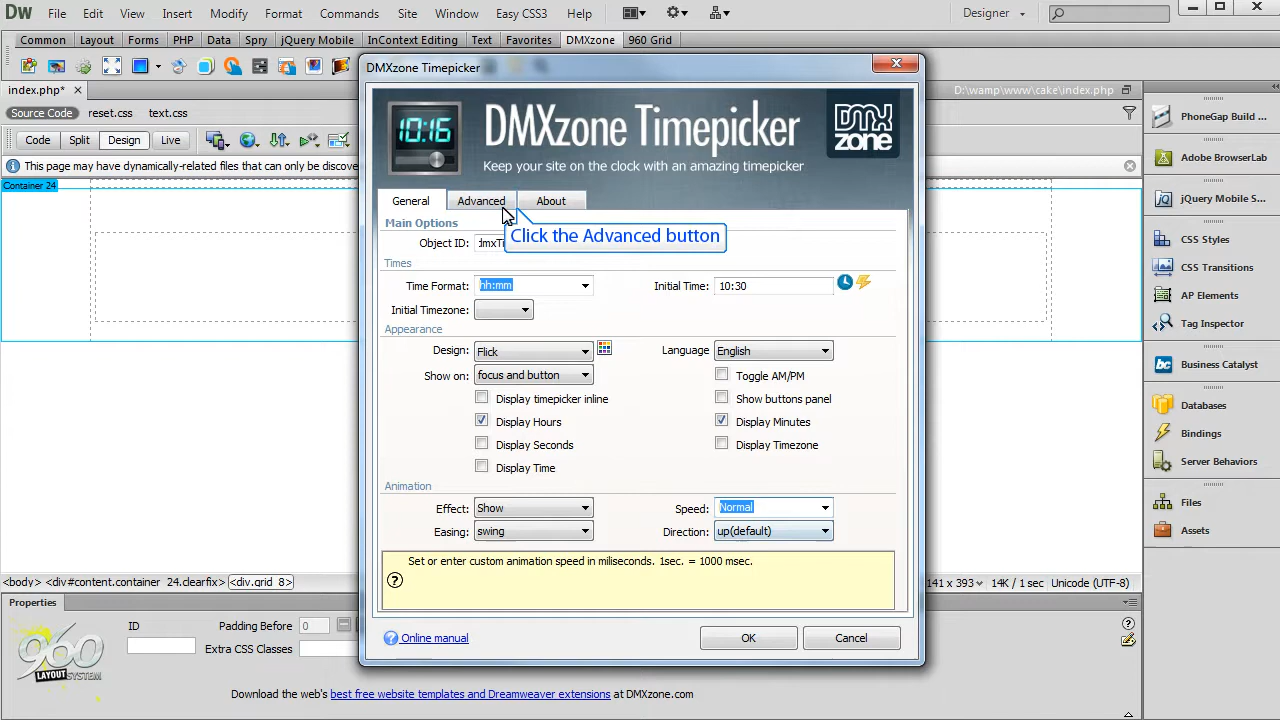 Dw File Edit View Insert Modify Format Commands Site Window Easy CSS3 Help Designer
Common Layout Forms PHP Data Spry jQuery Mobile InContext Editing Text Favorites DMXzone 960 Grid
DMXzone Timepicker
index.php* × D:\wamp\www\cake\index.php
Source Code reset.css text.css
Code Split Design Live
This page may have dynamically-related files that can only be discove
Container 24
10:16
DMXzone Timepicker
DMX zone
Keep your site on the clock with an amazing timepicker
General Advanced About
Click the Advanced button
Main Options
Object ID:
Times
Time Format: hh:mm Initial Time: 10:30
Initial Timezone:
Appearance
Design: Flick Language English
Show on: focus and button Toggle AM/PM
Display timepicker inline Show buttons panel
Display Hours Display Minutes
Display Seconds Display Timezone
Display Time
Animation
Effect: Show Speed: Normal
Easing: swing Direction: up(default)
Set or enter custom animation speed in miliseconds. 1sec. = 1000 msec.
Online manual OK Cancel
PhoneGap Build ...
Adobe BrowserLab
jQuery Mobile S...
CSS Styles
CSS Transitions
AP Elements
Tag Inspector
Bc Business Catalyst
Databases
Bindings
Server Behaviors
Files
Assets
<body> <div#content.container_24.clearfix> <div.grid_8> 141 x 393 14K / 1 sec Unicode (UTF-8)
Properties
960 LAYOUT SYSTEM
ID Padding Before 0
Extra CSS Classes
Download the web's best free website templates and Dreamweaver extensions at DMXzone.com